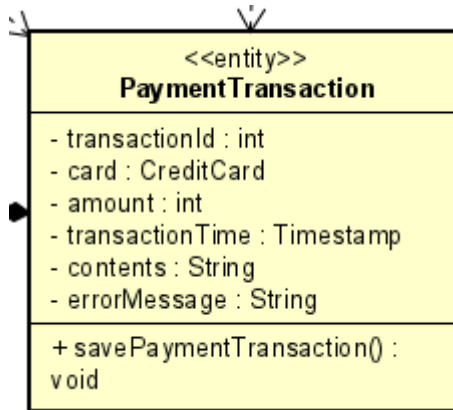 <<entity>>
PaymentTransaction
- transactionId : int
- card : CreditCard
- amount : int
- transactionTime : Timestamp
- contents : String
- errorMessage : String
+ savePaymentTransaction() :
void